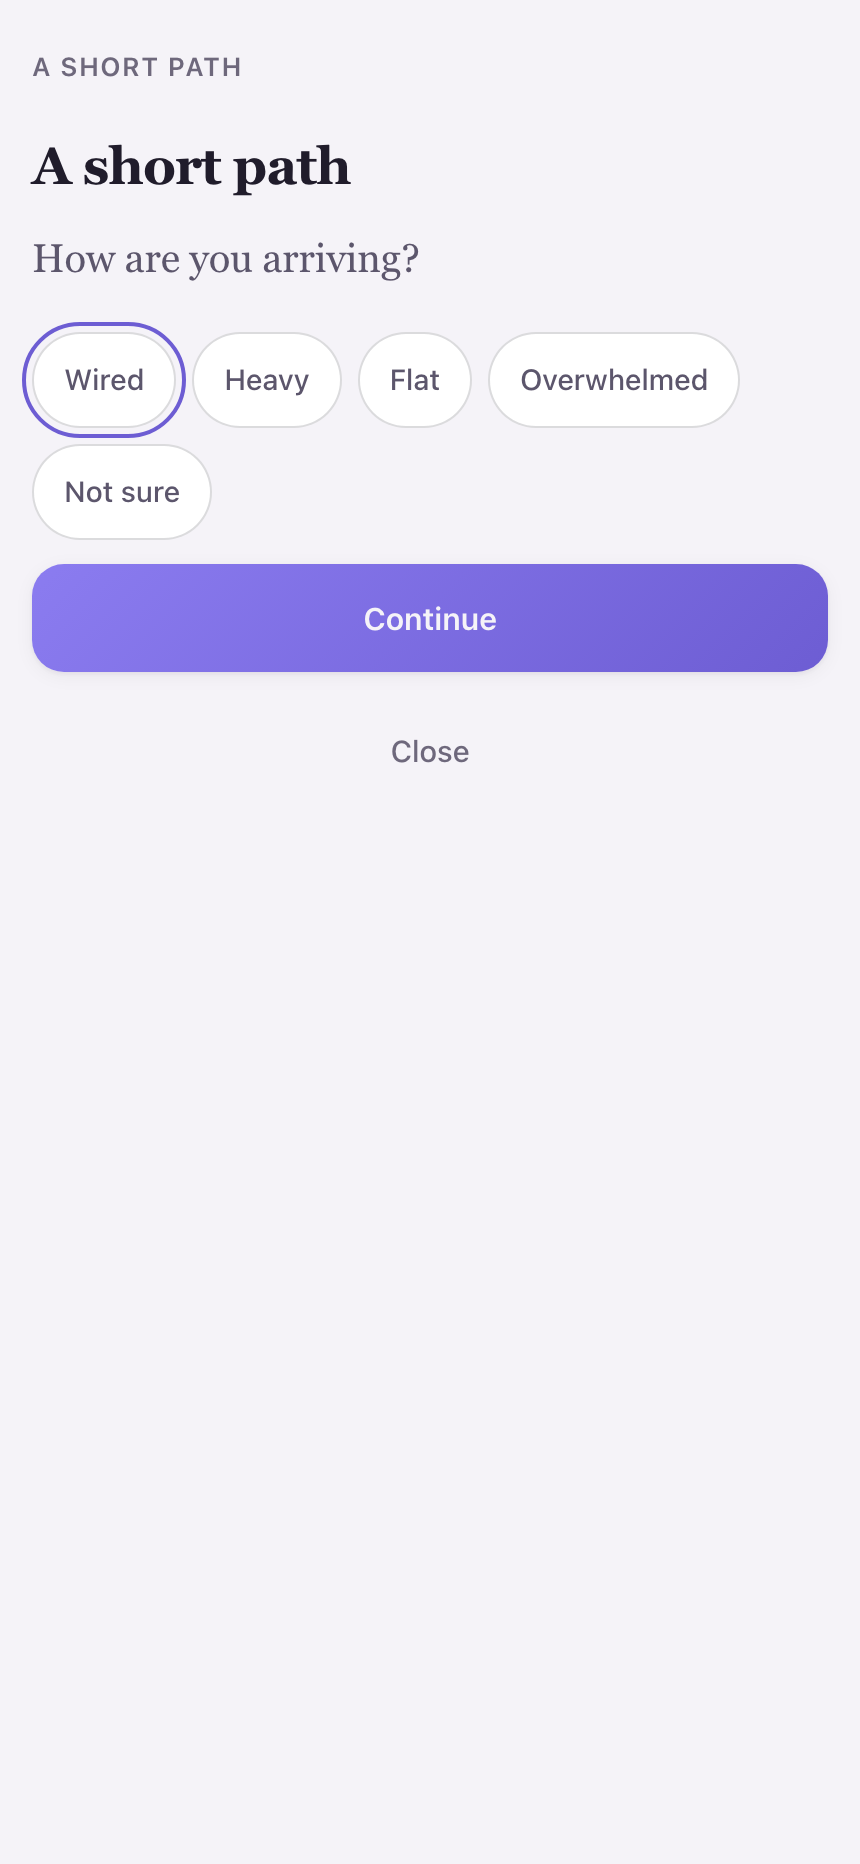 A SHORT PATH
A short path
How are you arriving?
Wired Heavy Flat Overwhelmed
Not sure
Continue
Close